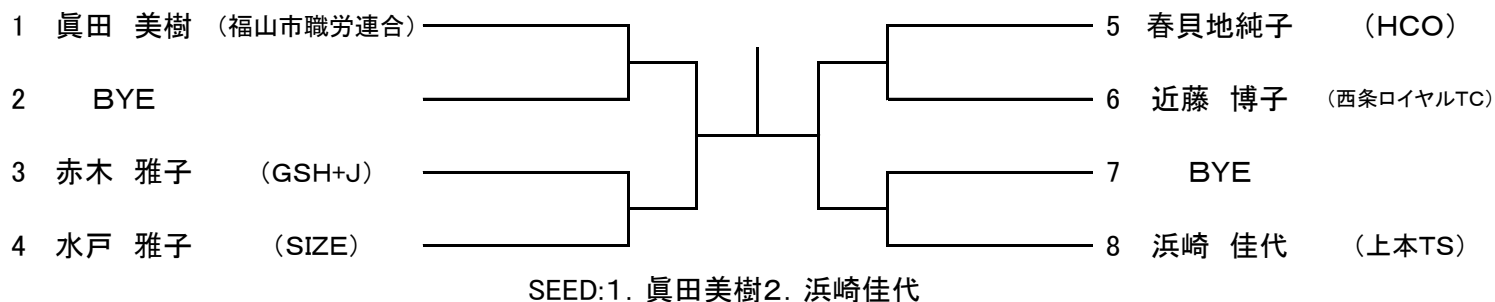 1 眞田 美樹 （福山市職労連合）
2 BYE
3 赤木 雅子 （GSH+J）
4 水戸 雅子 （SIZE）
5 春貝地純子 （HCO）
6 近藤 博子 （西条ロイヤルTC）
7 BYE
8 浜崎 佳代 （上本TS）
SEED:1．眞田美樹2．浜崎佳代